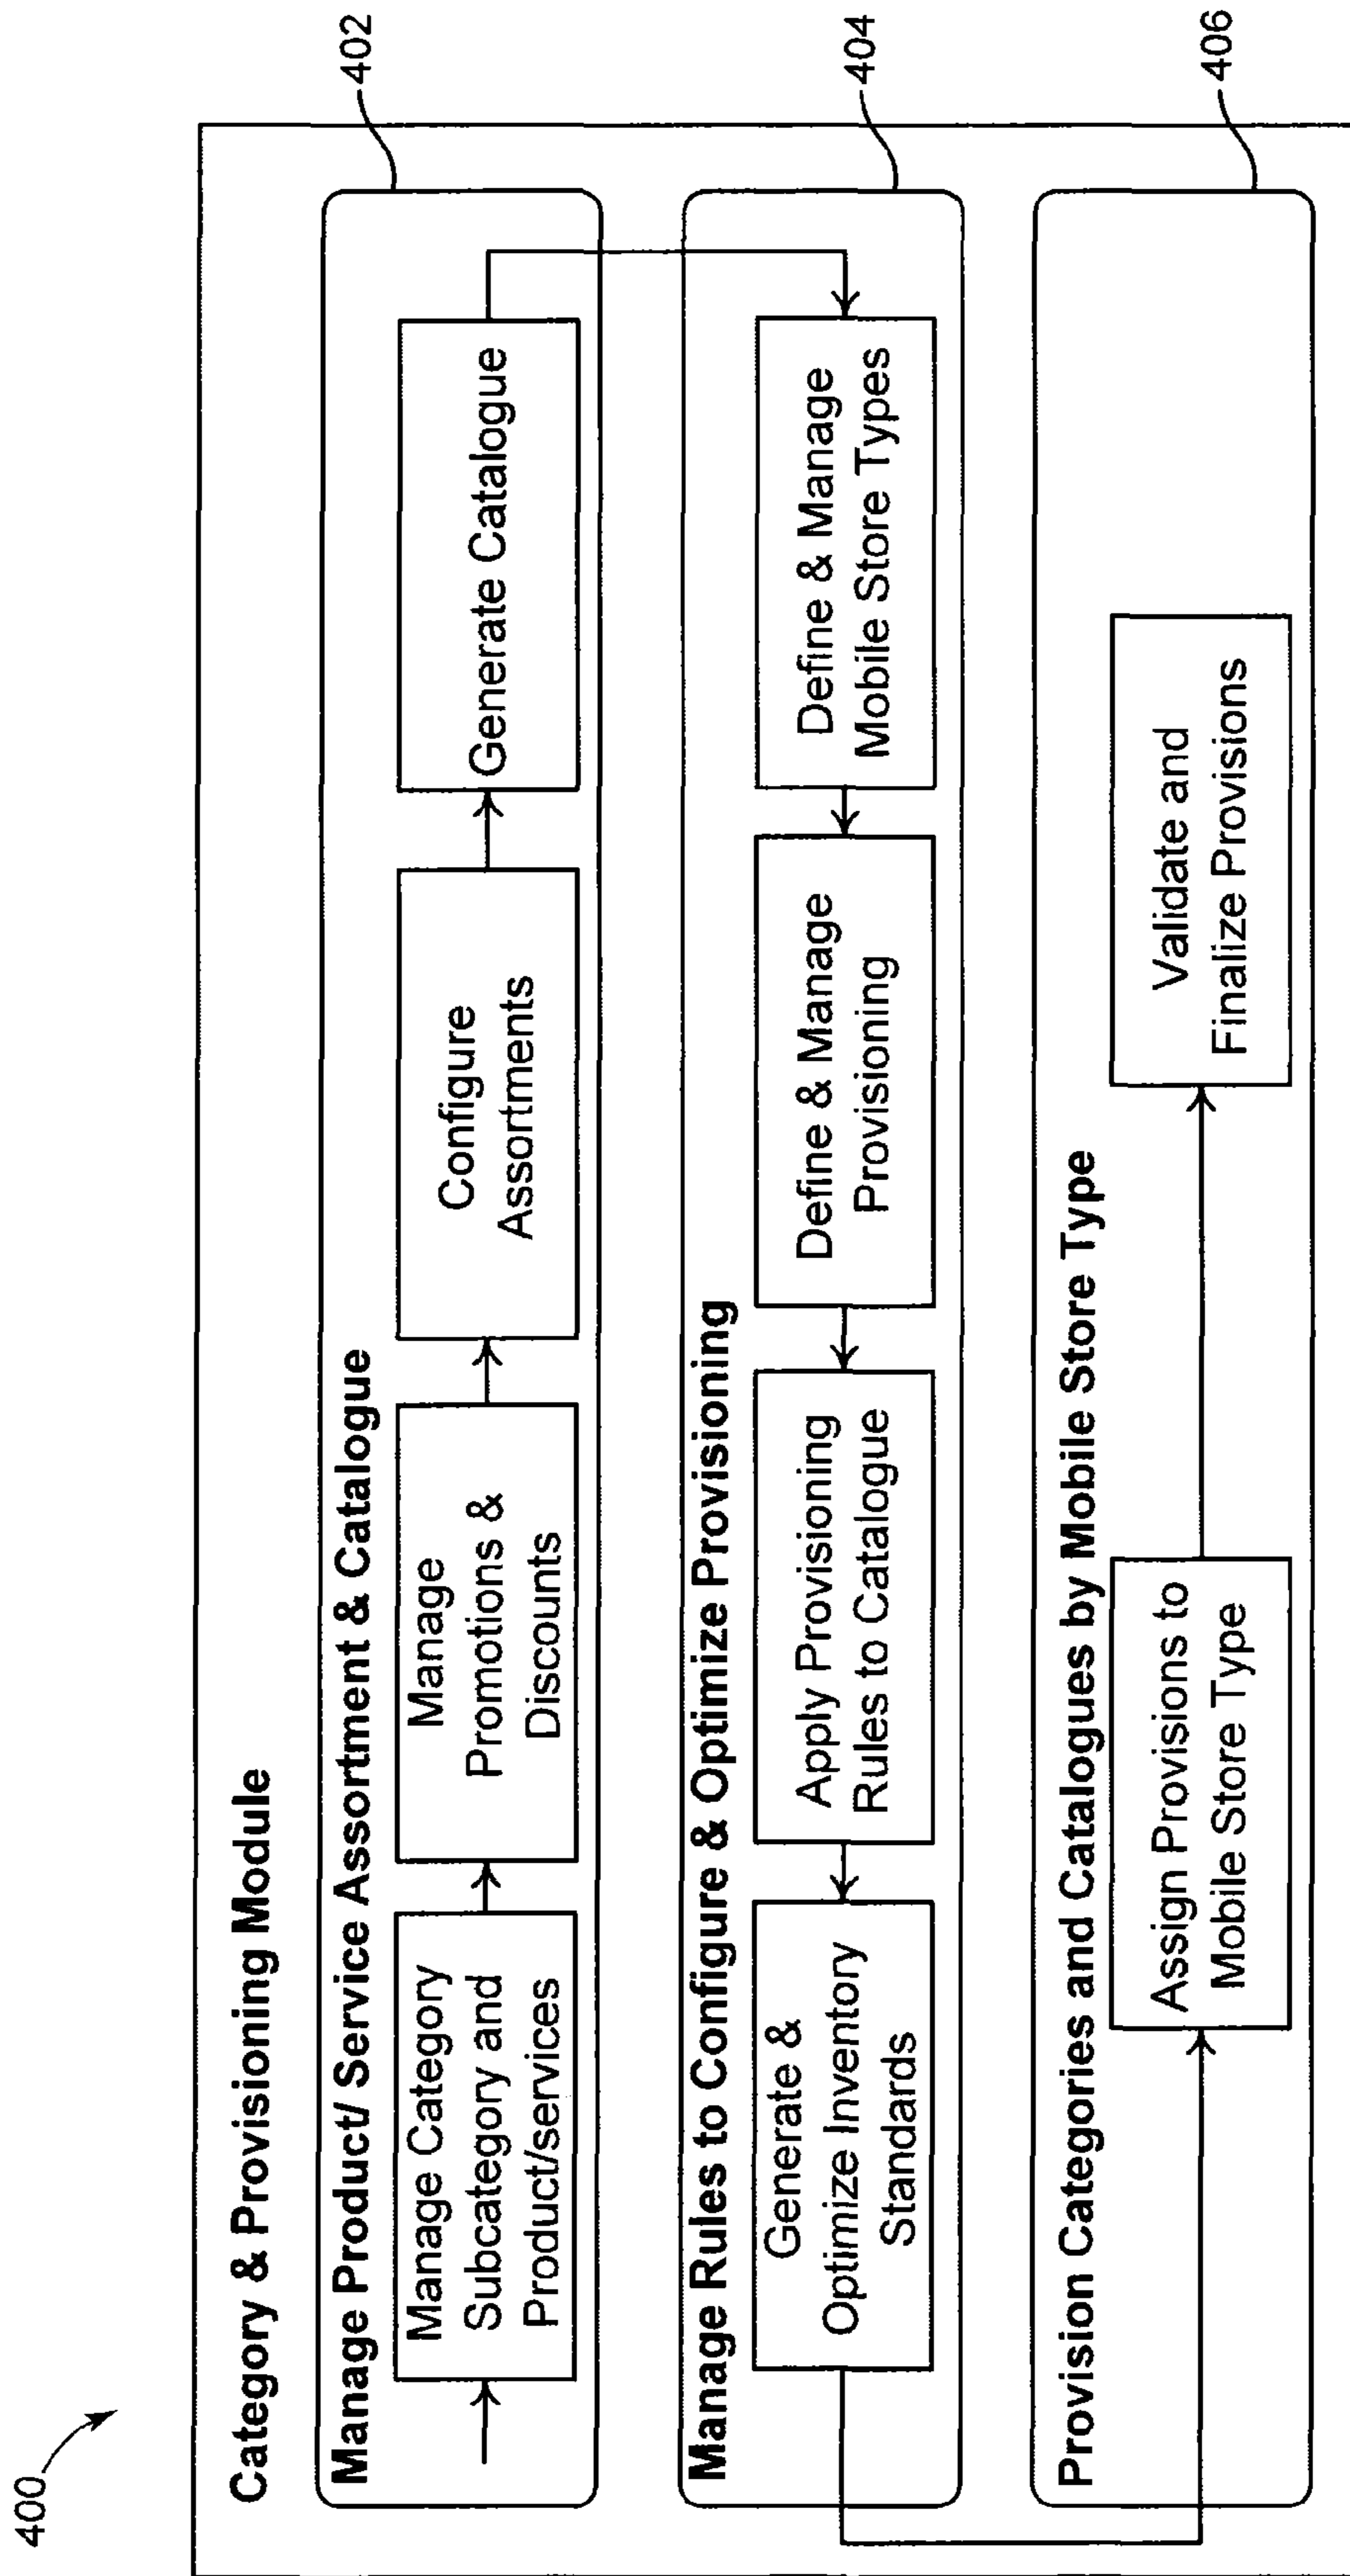 400
Category & Provisioning Module
Manage Product/ Service Assortment & Catalogue
402
Manage Category
Subcategory and
Product/services
Manage
Promotions &
Discounts
Configure
Assortments
Generate Catalogue
Manage Rules to Configure & Optimize Provisioning
404
Generate &
Optimize Inventory
Standards
Apply Provisioning
Rules to Catalogue
Define & Manage
Provisioning
Define & Manage
Mobile Store Types
Provision Categories and Catalogues by Mobile Store Type
406
Assign Provisions to
Mobile Store Type
Validate and
Finalize Provisions